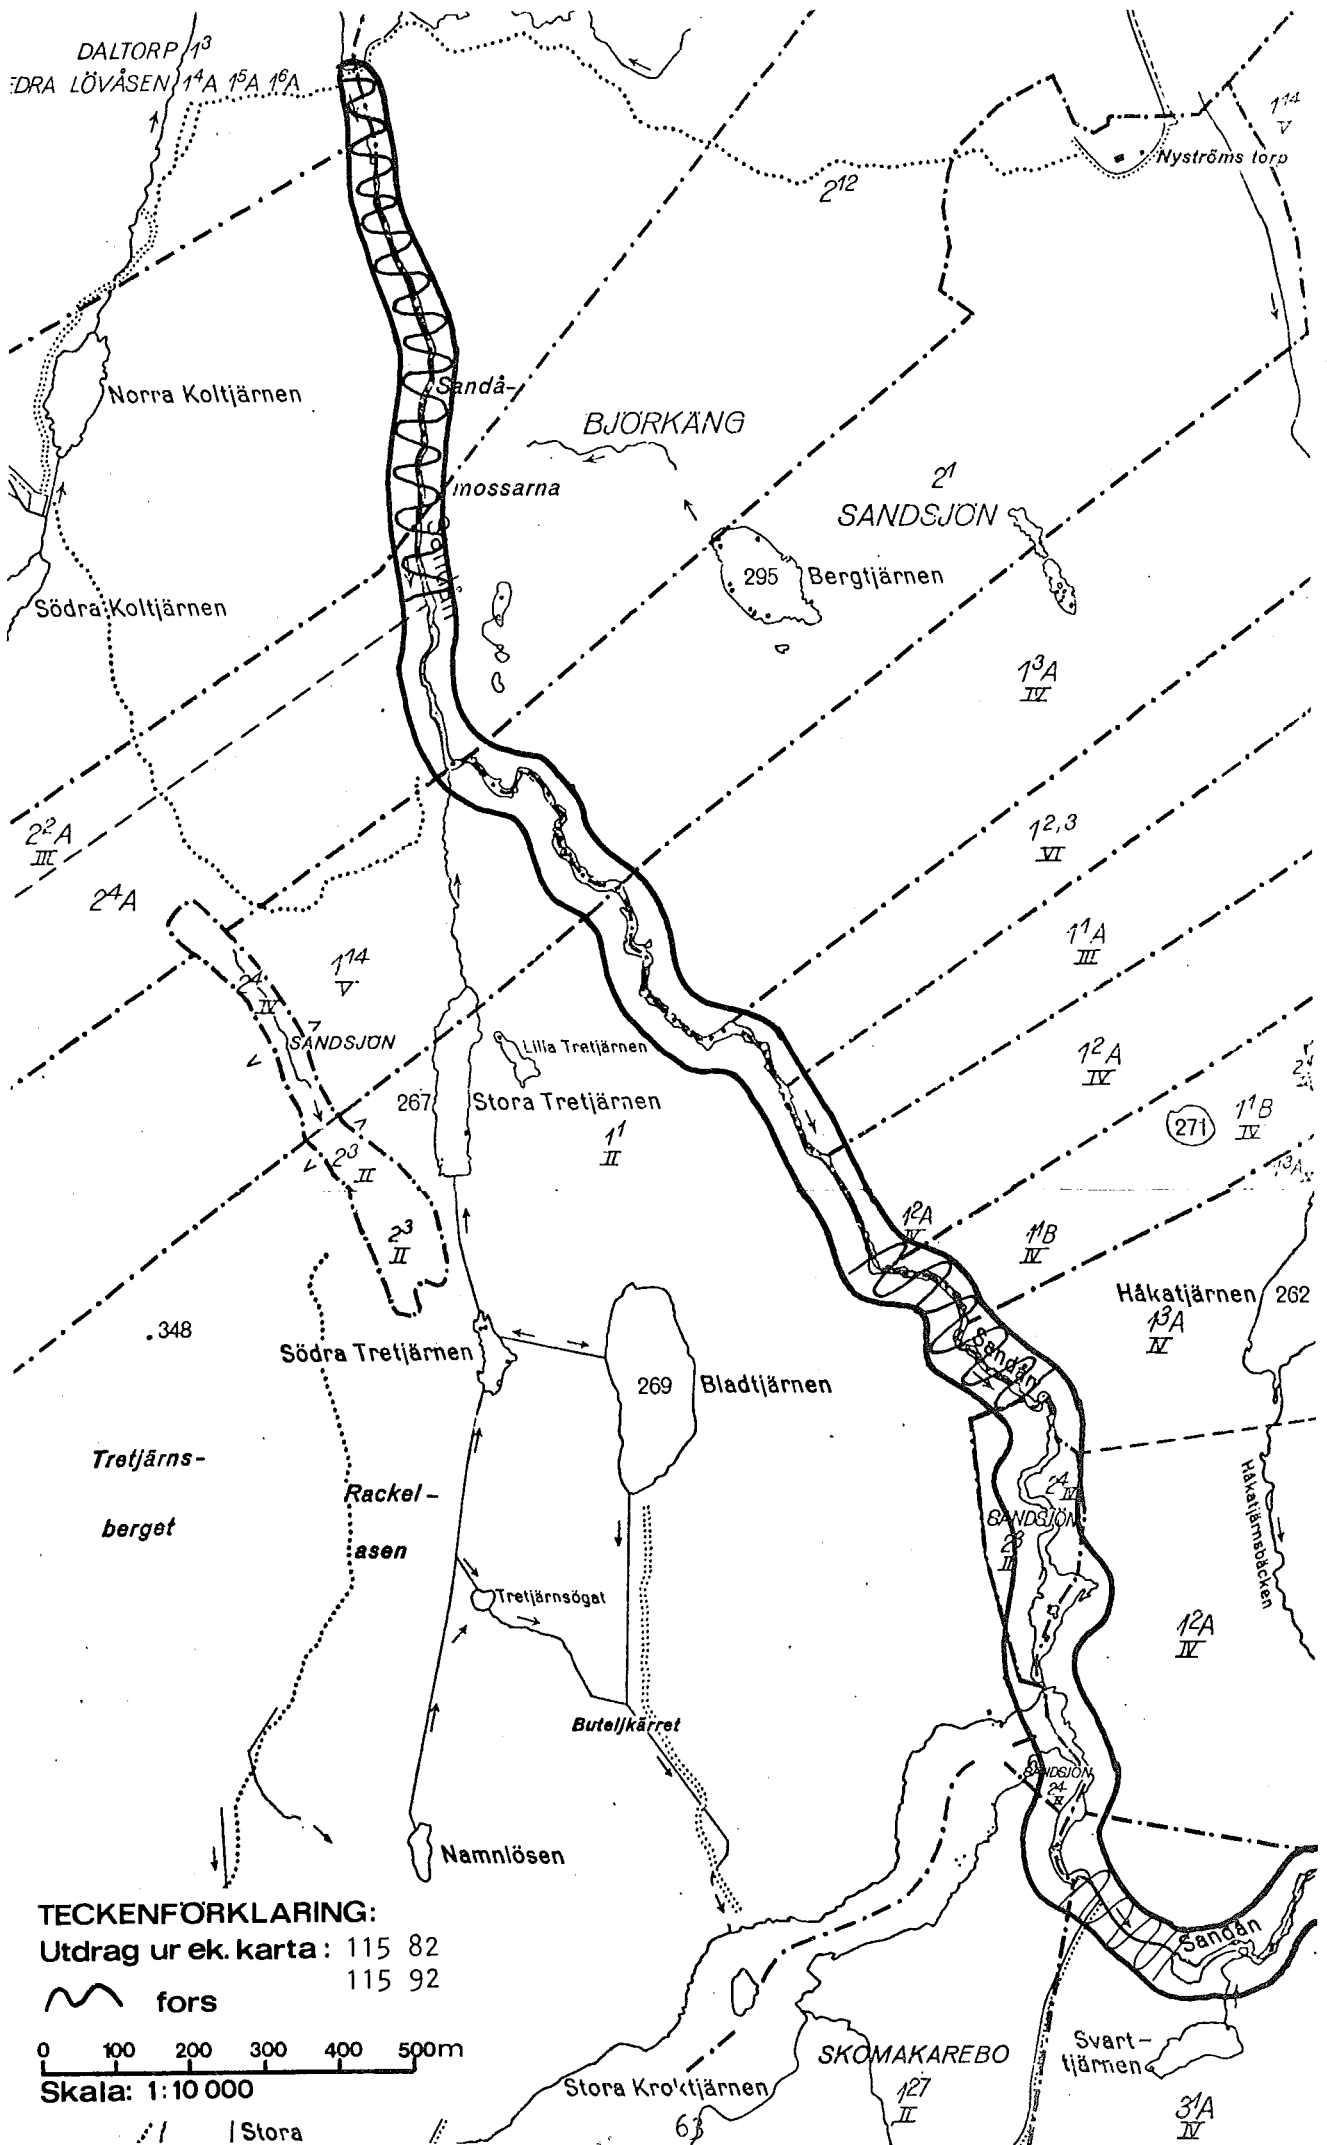 DALTORP 1³
EDRA LÖVÅSEN 1⁴A 1⁵A 1⁶A
1¹⁴
V
Nyströms torp
2¹²
Norra Koltjärnen
Sandå-
BJÖRKÄNG
mossarna
2¹
SANDSJÖN
295
Bergtjärnen
Södra Koltjärnen
1³A
IV
2²A
III
1²,³
VI
2⁴A
1¹⁴
V
1¹A
III
2⁴
IV
SANDSJÖN
Lilla Tretjärnen
1²A
IV
267
Stora Tretjärnen
271
1¹B
IV
1¹
II
2³
II
1³A
2³
II
1²A
IV
1¹B
IV
Håkatjärnen
262
1³A
IV
348
Södra Tretjärnen
Sandån
269
Bladtjärnen
Tretjärns-
berget
Rackel-
åsen
2⁴
IV
SANDSJÖN
2³
II
Håkatjärnsbäcken
Tretjärnsögat
1²A
IV
Buteljkärret
SANDSJÖN
2⁴
Namnlösen
TECKENFÖRKLARING:
Utdrag ur ek. karta: 115 82
115 92
fors
Sandån
0 100 200 300 400 500m
Skala: 1:10 000
SKOMAKAREBO
Svart-
tjärnen
Stora Kroktjärnen
1²⁷
II
63
3¹A
IV
Stora